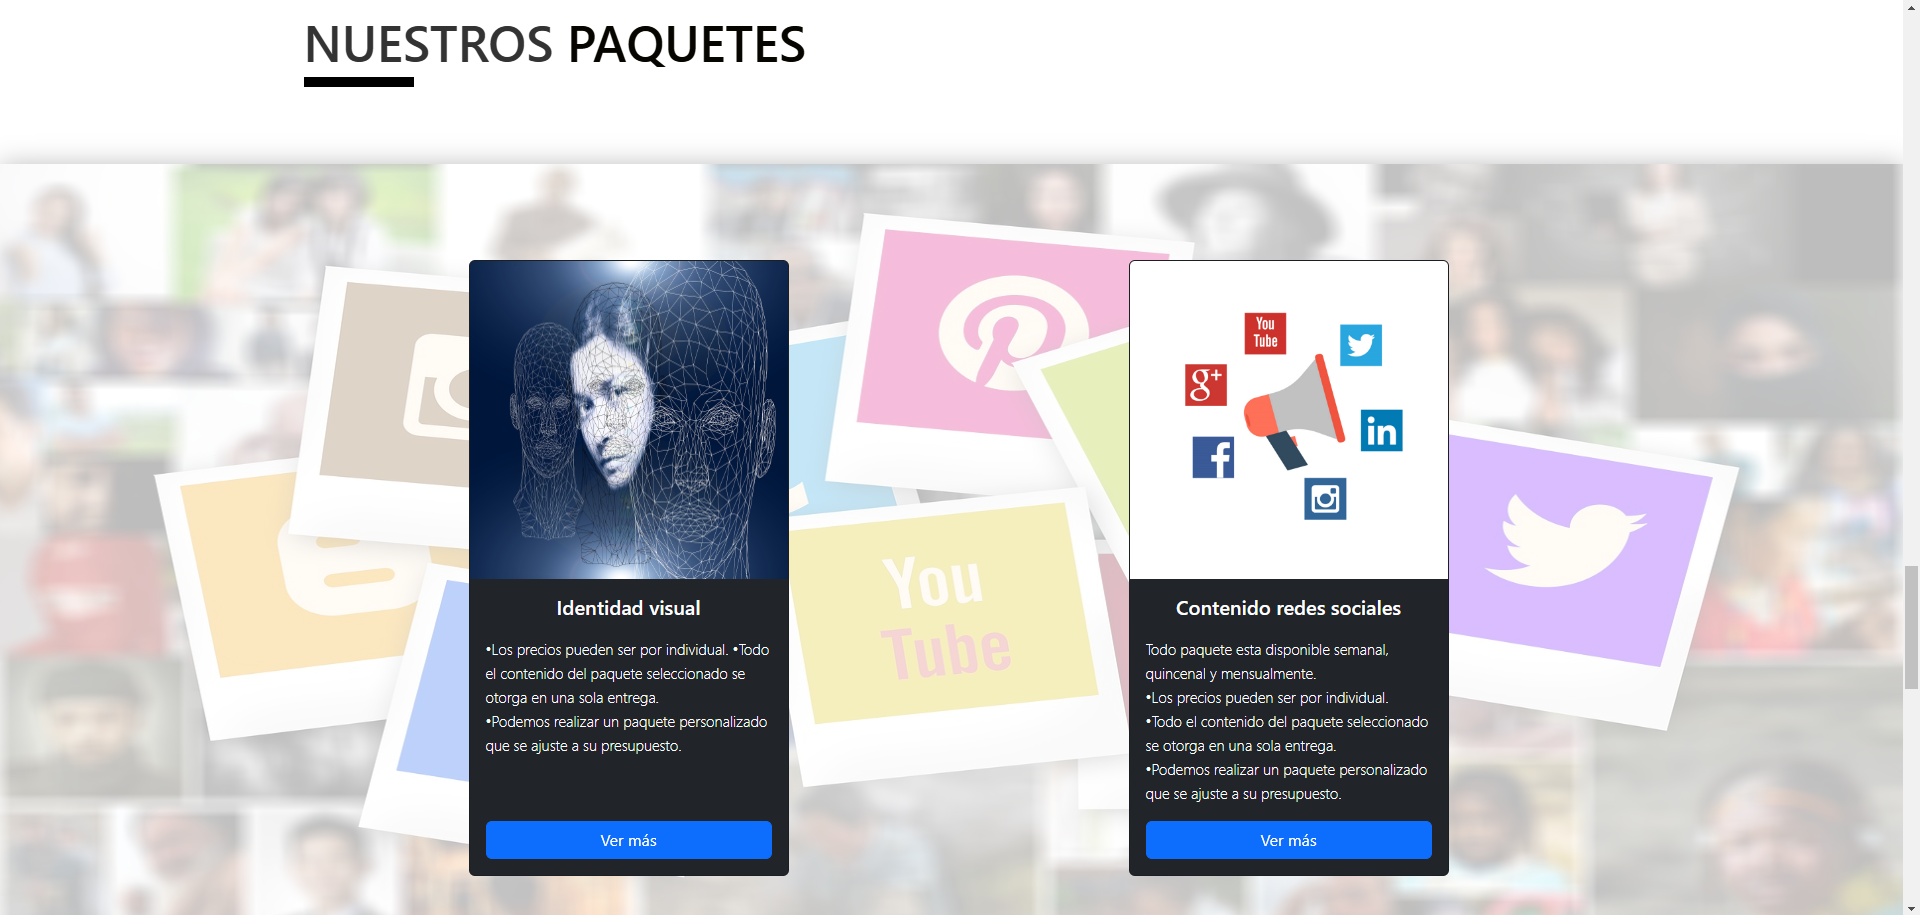 NUESTROS PAQUETES
You
Tube
g+
in
f
You
Tube
Identidad visual
•Los precios pueden ser por individual. •Todo
el contenido del paquete seleccionado se
otorga en una sola entrega.
•Podemos realizar un paquete personalizado
que se ajuste a su presupuesto.
Ver más
Contenido redes sociales
Todo paquete esta disponible semanal,
quincenal y mensualmente.
•Los precios pueden ser por individual.
•Todo el contenido del paquete seleccionado
se otorga en una sola entrega.
•Podemos realizar un paquete personalizado
que se ajuste a su presupuesto.
Ver más